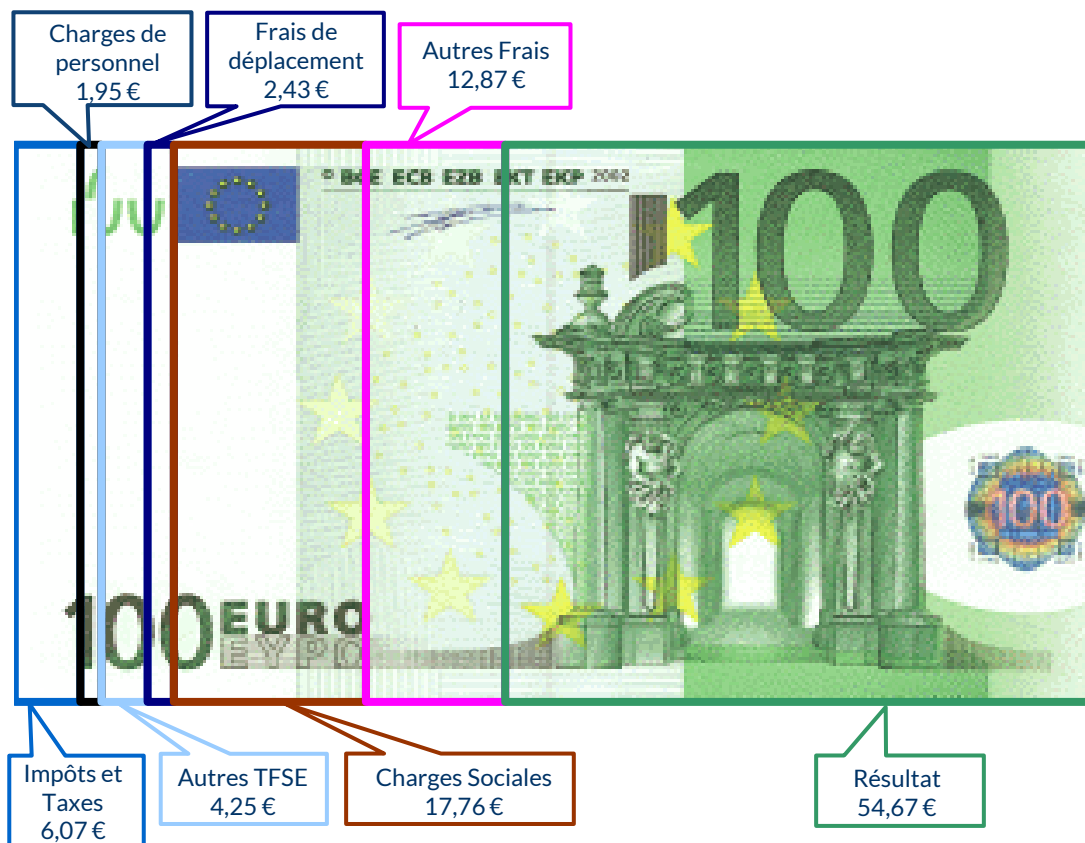 Charges de
personnel
1,95 €
Frais de
déplacement
2,43 €
Autres Frais
12,87 €
ECB EZB EKT EKP 2002
100
100
100 EURO
ΕΥΡΩ
Impôts et
Taxes
6,07 €
Autres TFSE
4,25 €
Charges Sociales
17,76 €
Résultat
54,67 €